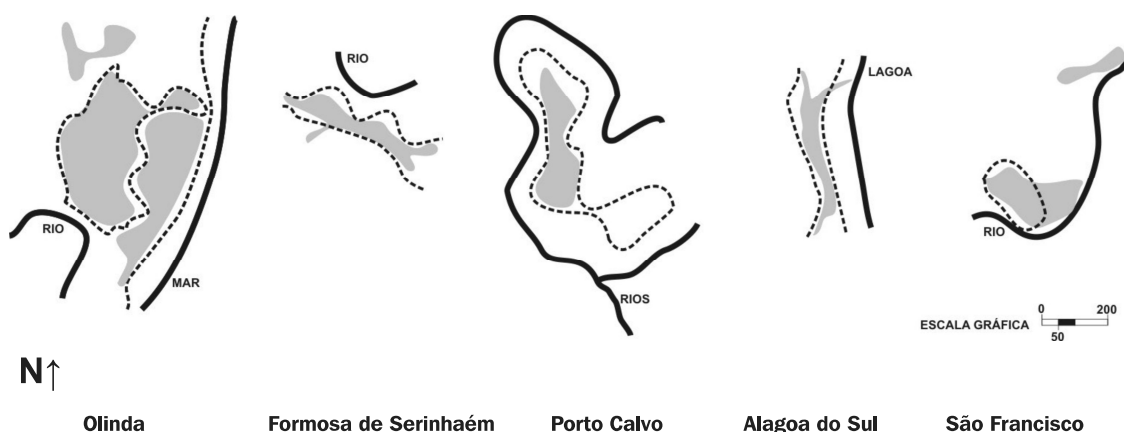 RIO
MAR
RIO
RIOS
LAGOA
RIO
ESCALA GRÁFICA
0 200
50
N↑
Olinda
Formosa de Serinhaém
Porto Calvo
Alagoa do Sul
São Francisco